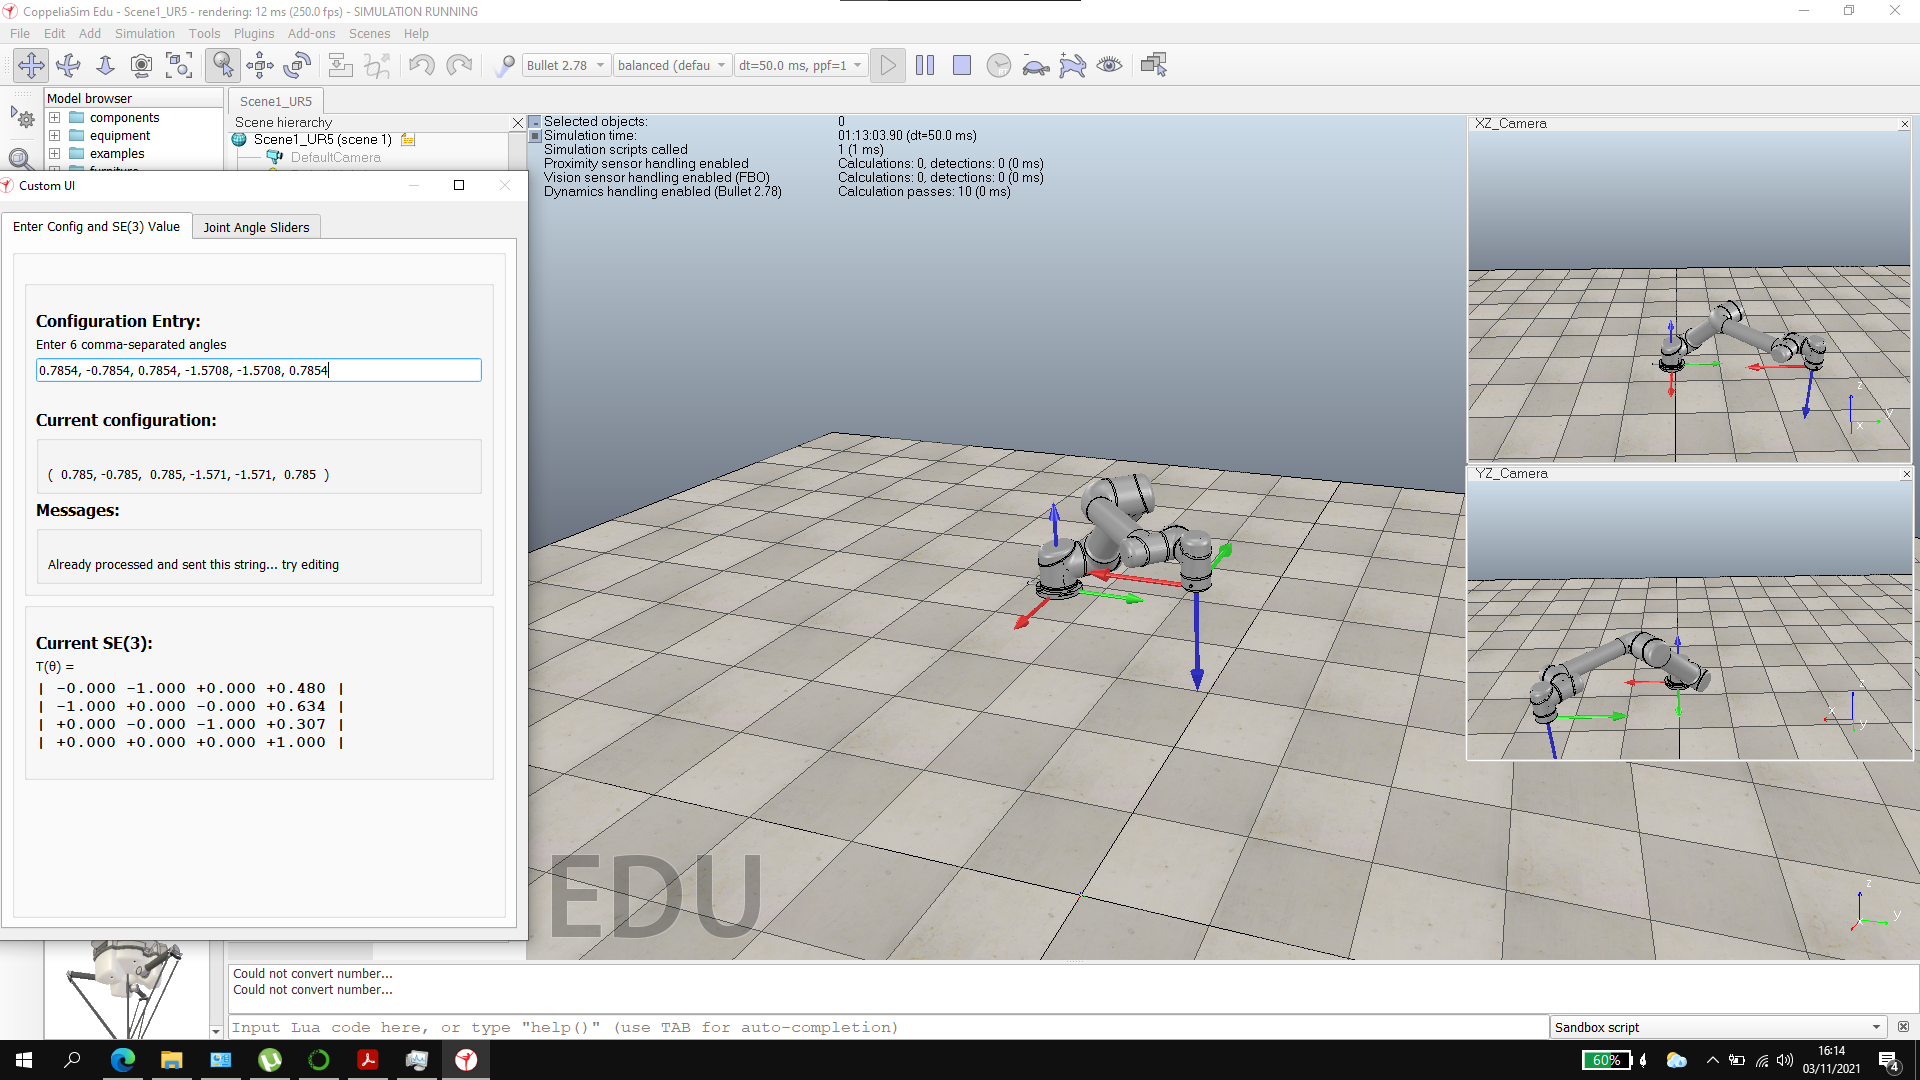 CoppeliaSim Edu - Scene1_UR5 - rendering: 12 ms (250.0 fps) - SIMULATION RUNNING
File Edit Add Simulation Tools Plugins Add-ons Scenes Help
Bullet 2.78 balanced (defau dt=50.0 ms, ppf=1
Model browser
components
equipment
examples
Scene1_UR5
Scene hierarchy
Scene1_UR5 (scene 1)
DefaultCamera
Custom UI
Enter Config and SE(3) Value Joint Angle Sliders
Configuration Entry:
Enter 6 comma-separated angles
0.7854, -0.7854, 0.7854, -1.5708, -1.5708, 0.7854
Current configuration:
( 0.785, -0.785, 0.785, -1.571, -1.571, 0.785 )
Messages:
Already processed and sent this string... try editing
Current SE(3):
T(θ) =
| -0.000 -1.000 +0.000 +0.480 |
| -1.000 +0.000 -0.000 +0.634 |
| +0.000 -0.000 -1.000 +0.307 |
| +0.000 +0.000 +0.000 +1.000 |
Selected objects: 0
Simulation time: 01:13:03.90 (dt=50.0 ms)
Simulation scripts called 1 (1 ms)
Proximity sensor handling enabled Calculations: 0, detections: 0 (0 ms)
Vision sensor handling enabled (FBO) Calculations: 0, detections: 0 (0 ms)
Dynamics handling enabled (Bullet 2.78) Calculation passes: 10 (0 ms)
XZ_Camera
z
y
x
YZ_Camera
z
x
y
EDU
z
y
Could not convert number...
Could not convert number...
Input Lua code here, or type "help()" (use TAB for auto-completion)
Sandbox script
60%
16:14
03/11/2021
4